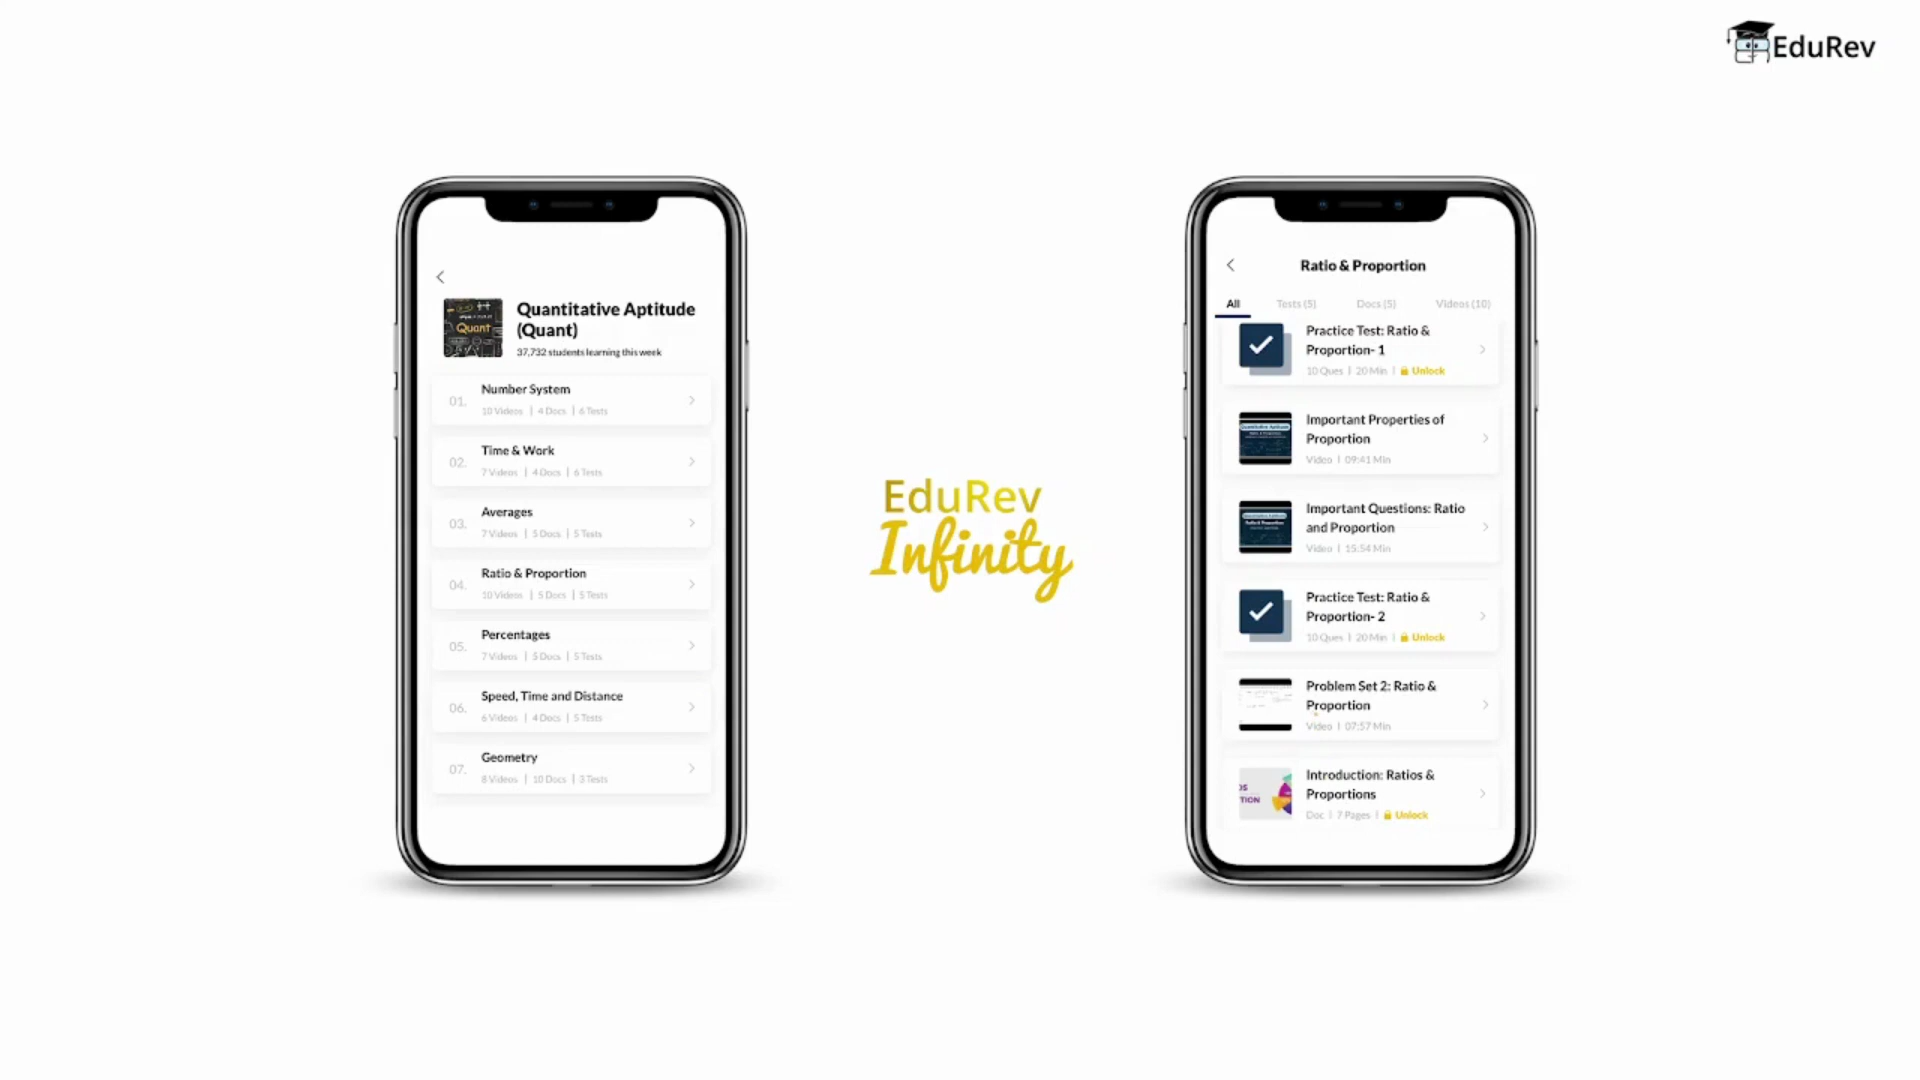 EduRev
Quantitative Aptitude
(Quant)
Quant
37,732 students learning this week
01.
Number System
10 Videos | 4 Docs | 6 Tests
02.
Time & Work
7 Videos | 4 Docs | 6 Tests
03.
Averages
7 Videos | 5 Docs | 5 Tests
04.
Ratio & Proportion
10 Videos | 5 Docs | 5 Tests
05.
Percentages
7 Videos | 5 Docs | 5 Tests
06.
Speed, Time and Distance
6 Videos | 4 Docs | 5 Tests
07.
Geometry
8 Videos | 10 Docs | 3 Tests
EduRev
Infinity
Ratio & Proportion
All Tests (5) Docs (5) Videos (10)
Practice Test: Ratio &
Proportion- 1
10 Ques | 20 Min | Unlock
Important Properties of
Proportion
Video | 09:41 Min
Important Questions: Ratio
and Proportion
Video | 15:54 Min
Practice Test: Ratio &
Proportion- 2
10 Ques | 20 Min | Unlock
Problem Set 2: Ratio &
Proportion
Video | 07:57 Min
Introduction: Ratios &
Proportions
Doc | 7 Pages | Unlock